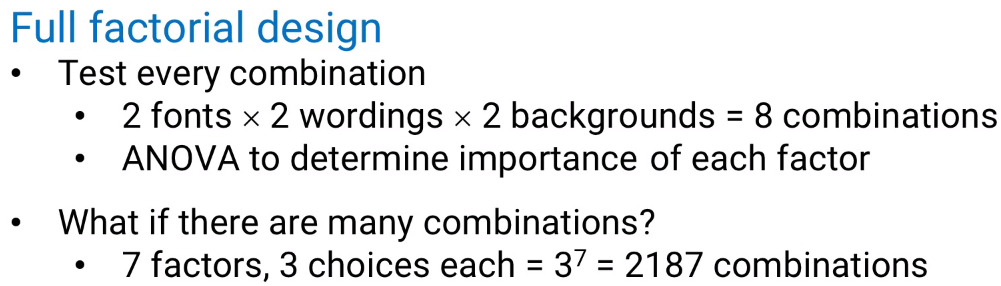 Full factorial design
• Test every combination
• 2 fonts × 2 wordings × 2 backgrounds = 8 combinations
• ANOVA to determine importance of each factor
• What if there are many combinations?
• 7 factors, 3 choices each = 3⁷ = 2187 combinations